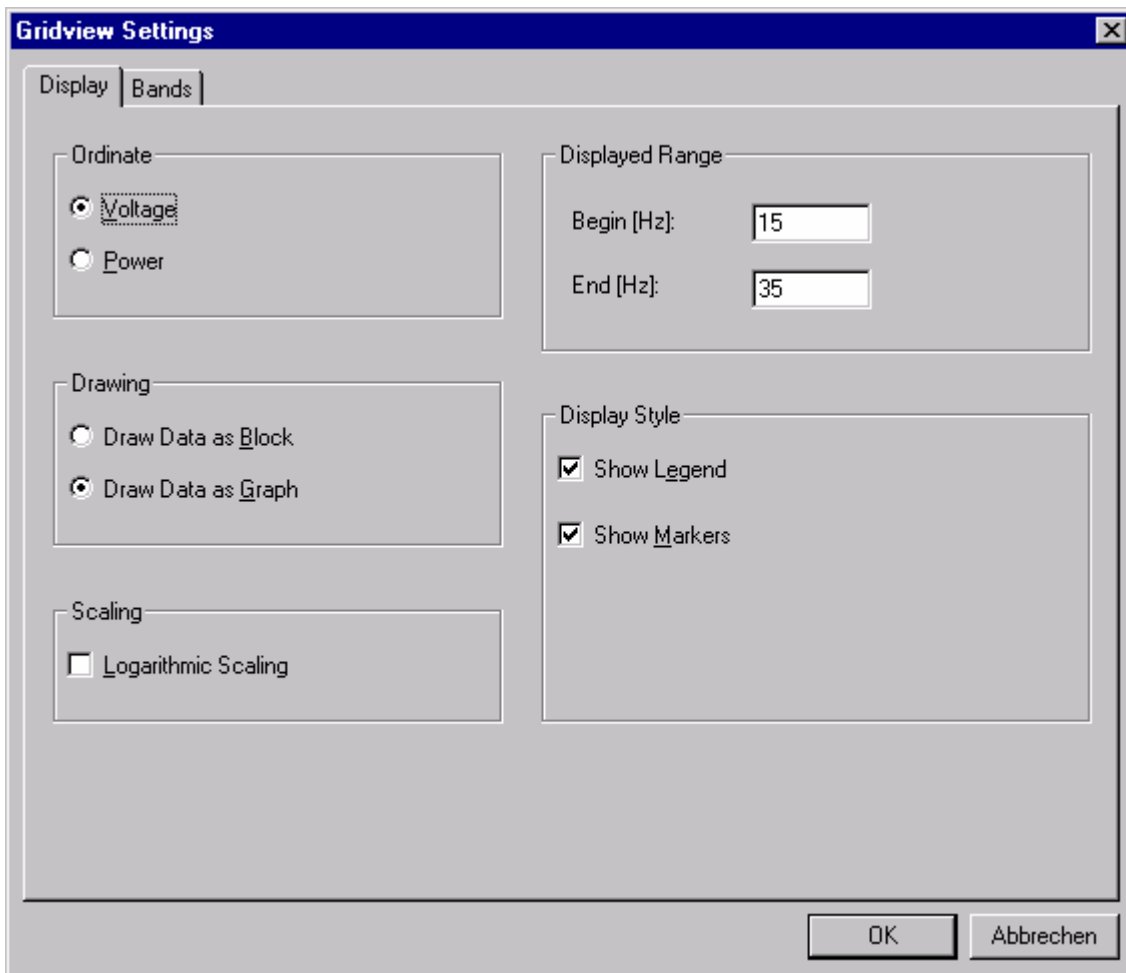 Gridview Settings
Display
Bands
Ordinate
Voltage
Power
Displayed Range
Begin [Hz]:
15
End [Hz]:
35
Drawing
Draw Data as Block
Draw Data as Graph
Display Style
Show Legend
Show Markers
Scaling
Logarithmic Scaling
OK
Abbrechen